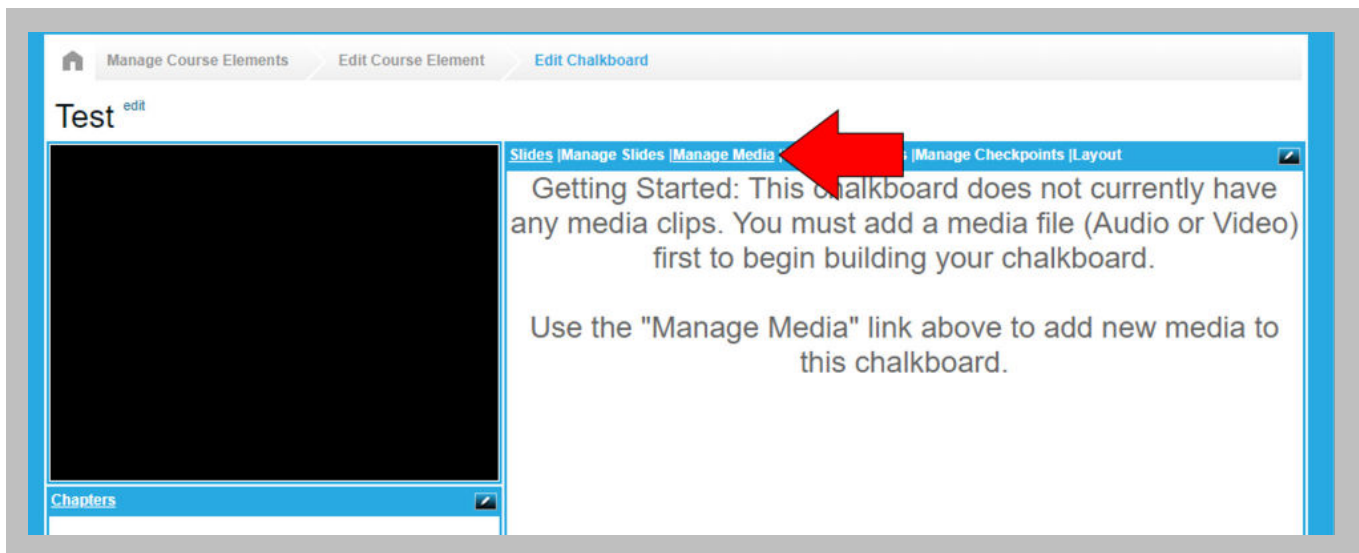 Manage Course Elements Edit Course Element Edit Chalkboard
Test edit
Slides |Manage Slides |Manage Media | |Manage Checkpoints |Layout
Getting Started: This chalkboard does not currently have
any media clips. You must add a media file (Audio or Video)
first to begin building your chalkboard.
Use the "Manage Media" link above to add new media to
this chalkboard.
Chapters